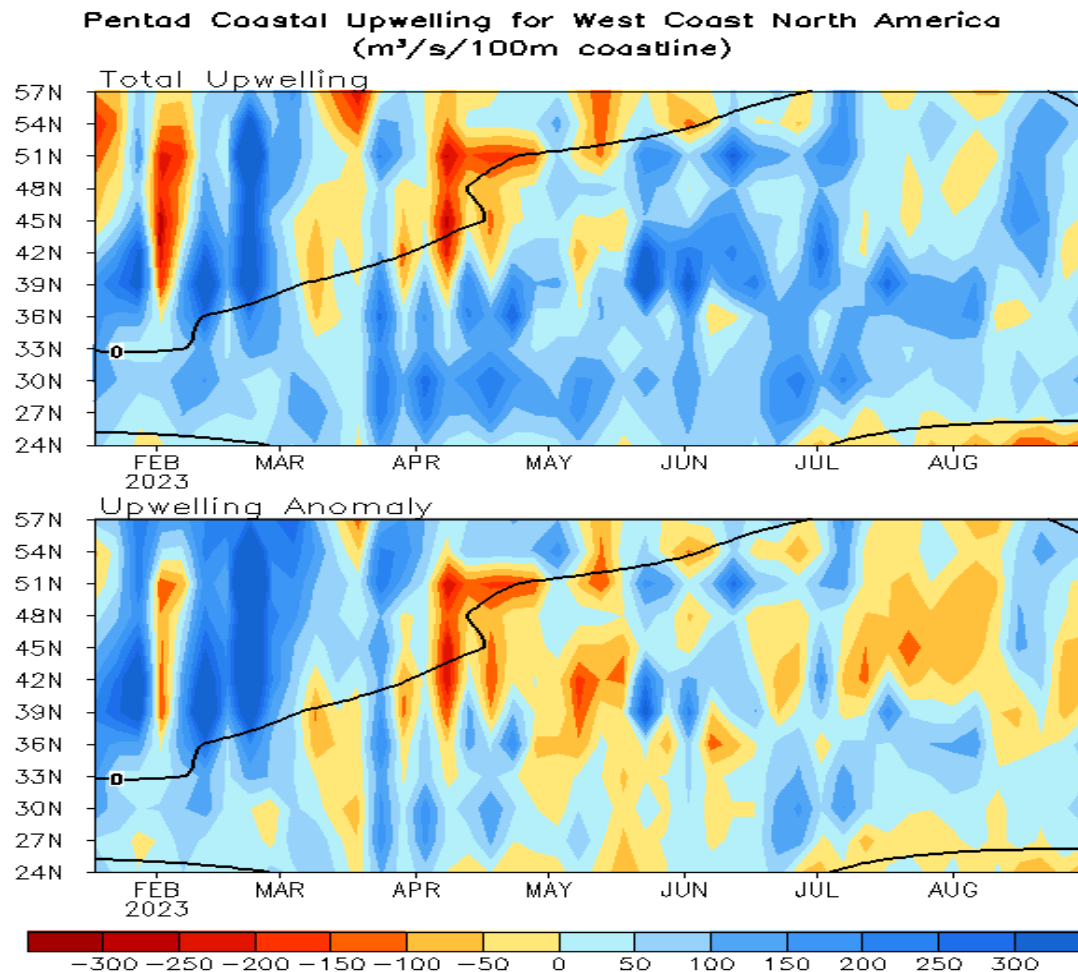 Pentad Coastal Upwelling for West Coast North America
(m³/s/100m coastline)
Total Upwelling
57N
54N
51N
48N
45N
42N
39N
36N
33N
30N
27N
24N
0
FEB MAR APR MAY JUN JUL AUG
2023
Upwelling Anomaly
57N
54N
51N
48N
45N
42N
39N
36N
33N
30N
27N
24N
0
FEB MAR APR MAY JUN JUL AUG
2023
-300 -250 -200 -150 -100 -50 0 50 100 150 200 250 300